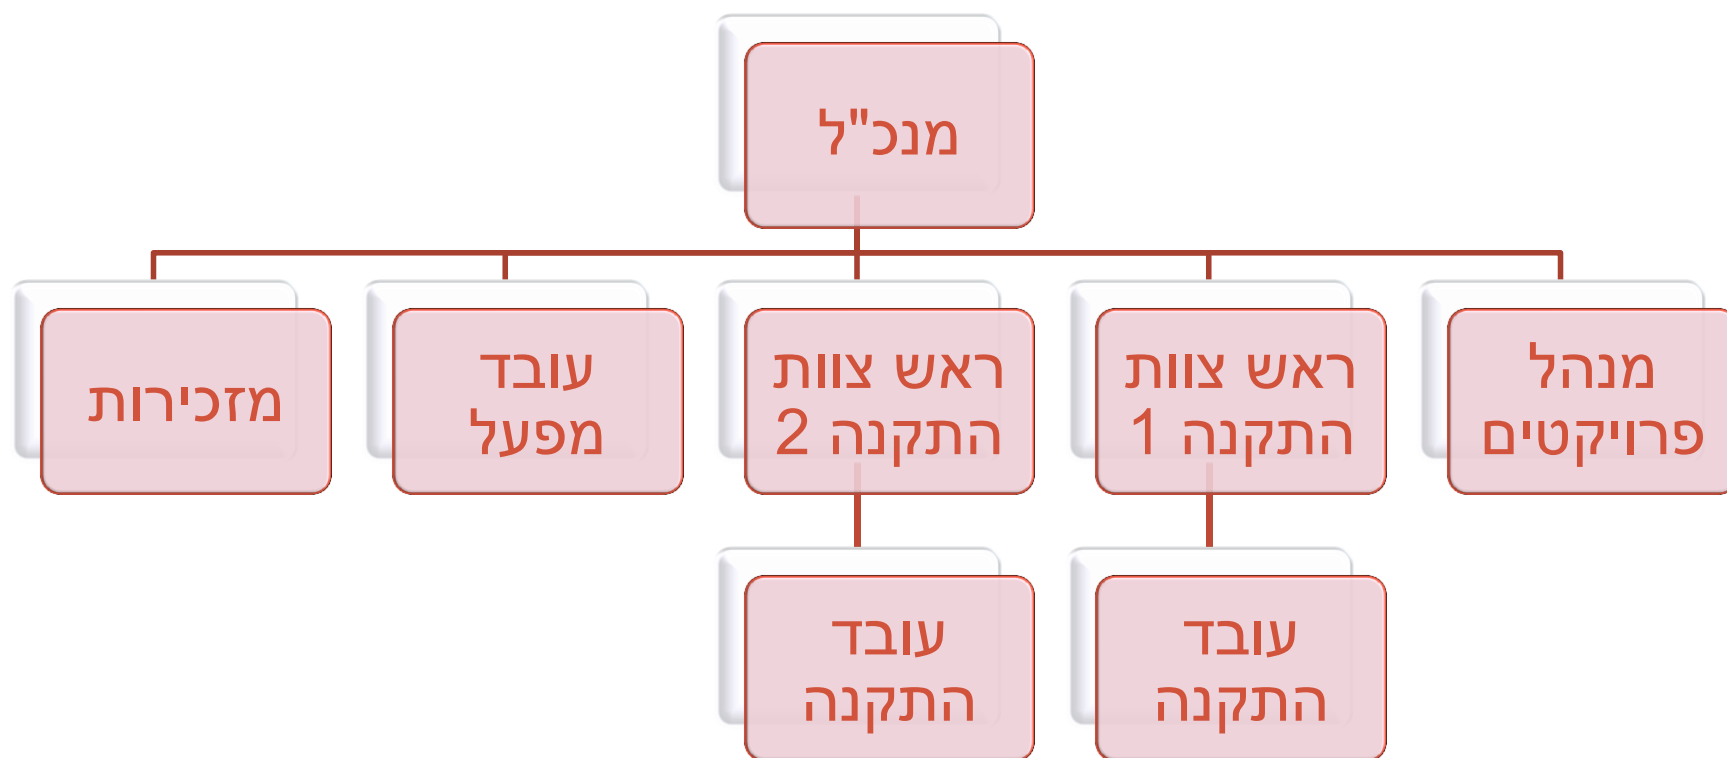 מנכ"ל
מנהל
פרויקטים
ראש צוות
התקנה 1
ראש צוות
התקנה 2
עובד
מפעל
מזכירות
עובד
התקנה
עובד
התקנה